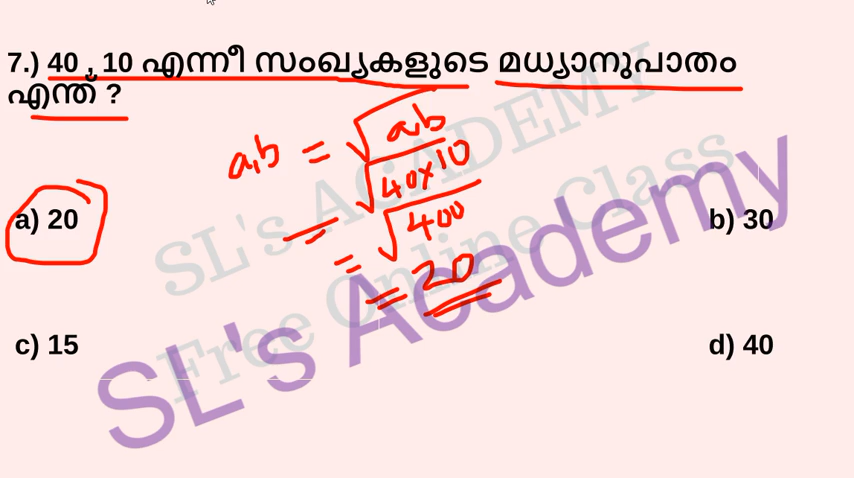 7.) 40 , 10 എന്നീ സംഖ്യകളുടെ മധ്യാനുപാതം
എന്ത് ?
a,b = √a,b
= √40×10
= √400
= 20
a) 20
b) 30
c) 15
d) 40
SL's ACADEMY
Free Online Class
SL's Academy